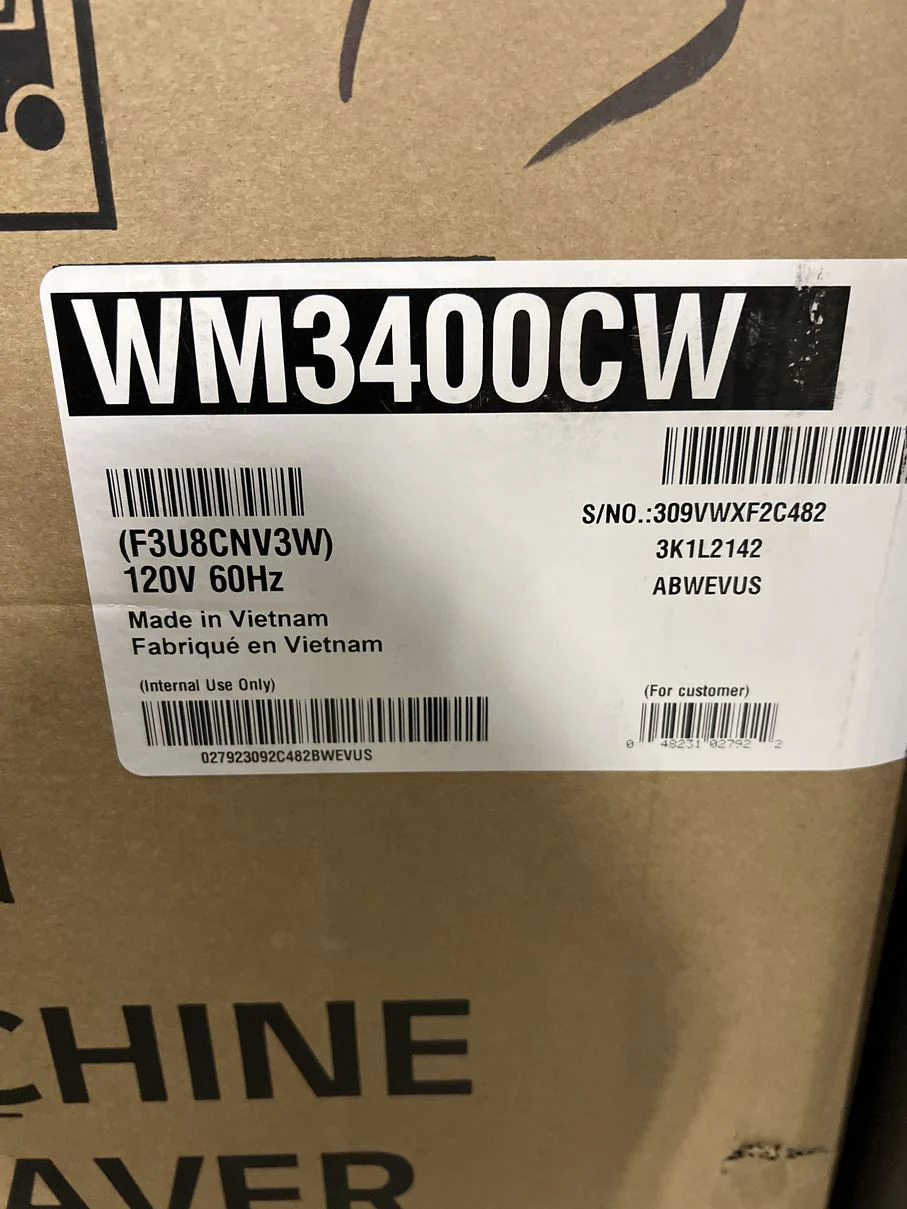 WM3400CW
(F3U8CNV3W)
120V 60Hz
Made in Vietnam
Fabriqué en Vietnam
(Internal Use Only)
027923092C482BWEVUS
S/NO.:309VWXF2C482
3K1L2142
ABWEVUS
(For customer)
0 48231 02792 2
CHINE
AVER